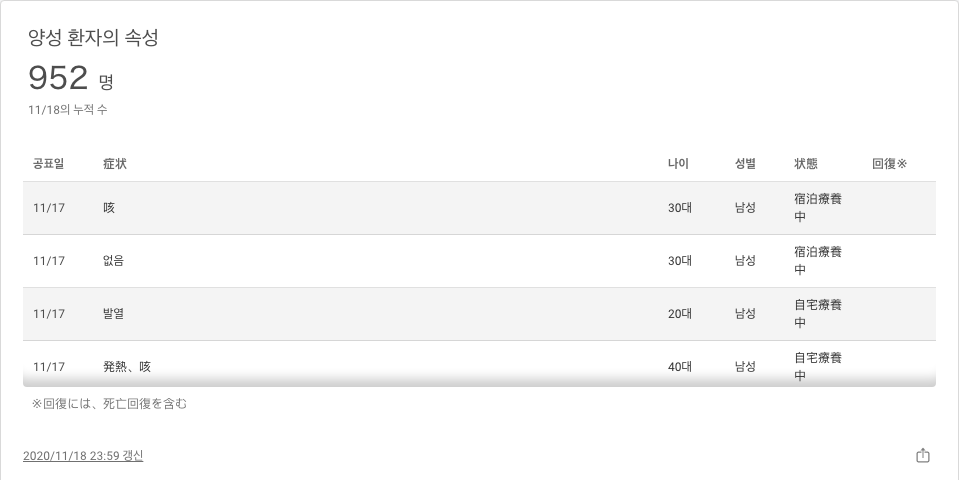 양성 환자의 속성
952 명
11/18의 누적 수
공표일 症状 나이 성별 状態 回復※
11/17 咳 30대 남성 宿泊療養中
11/17 없음 30대 남성 宿泊療養中
11/17 발열 20대 남성 自宅療養中
11/17 発熱、咳 40대 남성 自宅療養中
※回復には、死亡回復を含む
2020/11/18 23:59 갱신